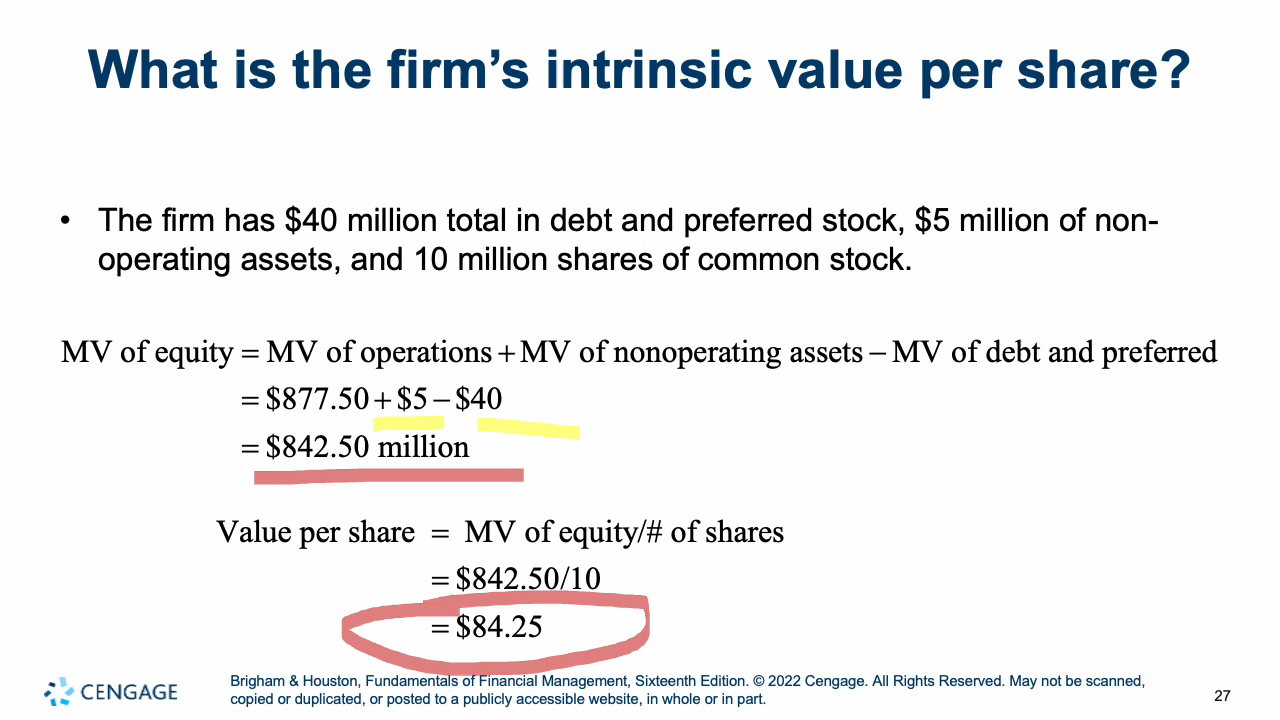 What is the firm’s intrinsic value per share?
• The firm has $40 million total in debt and preferred stock, $5 million of non-
operating assets, and 10 million shares of common stock.
MV of equity = MV of operations + MV of nonoperating assets − MV of debt and preferred
= $877.50 + $5 − $40
= $842.50 million
Value per share = MV of equity/# of shares
= $842.50/10
= $84.25
CENGAGE
Brigham & Houston, Fundamentals of Financial Management, Sixteenth Edition. © 2022 Cengage. All Rights Reserved. May not be scanned,
copied or duplicated, or posted to a publicly accessible website, in whole or in part.
27